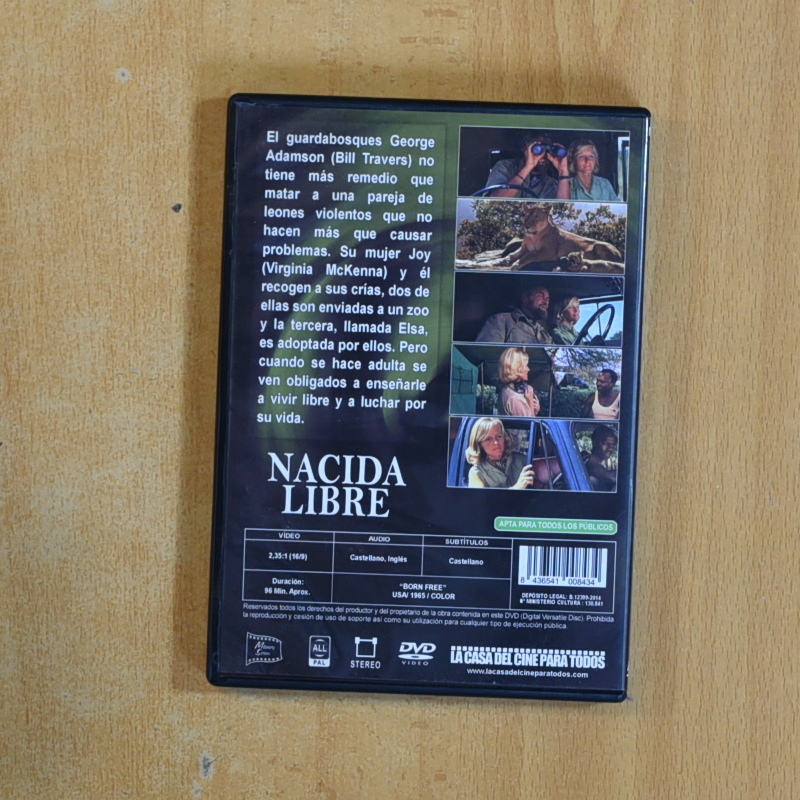 El guardabosques George
Adamson (Bill Travers) no
tiene más remedio que
matar a una pareja de
leones violentos que no
hacen más que causar
problemas. Su mujer Joy
(Virginia McKenna) y él
recogen a sus crías, dos de
ellas son enviadas a un zoo
y la tercera, llamada Elsa,
es adoptada por ellos. Pero
cuando se hace adulta se
ven obligados a enseñarle
a vivir libre y a luchar por
su vida.
NACIDA
LIBRE
APTA PARA TODOS LOS PÚBLICOS
VÍDEO
AUDIO
SUBTÍTULOS
2,35:1 (16/9)
Castellano, Inglés
Castellano
Duración:
96 Min. Aprox.
"BORN FREE"
USA/ 1965 / COLOR
8 436541 008434
DEPÓSITO LEGAL: B.12399-2014
Nº MINISTERIO CULTURA : 130.841
Reservados todos los derechos del productor y del propietario de la obra contenida en este DVD (Digital Versatile Disc). Prohibida
la reproducción y cesión de uso de soporte así como su utilización para cualquier tipo de ejecución pública.
ALL
PAL
STEREO
DVD
VIDEO
LA CASA DEL CINE PARA TODOS
www.lacasadelcineparatodos.com